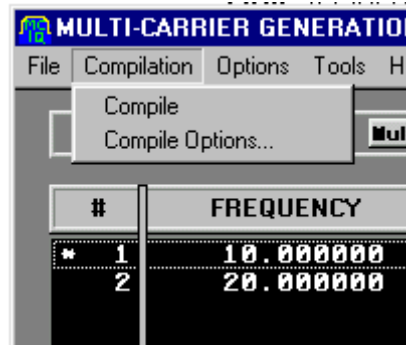 MULTI-CARRIER GENERATIO
File Compilation Options Tools H
Compile
Compile Options...
Mul
# FREQUENCY
* 1 10.000000
2 20.000000